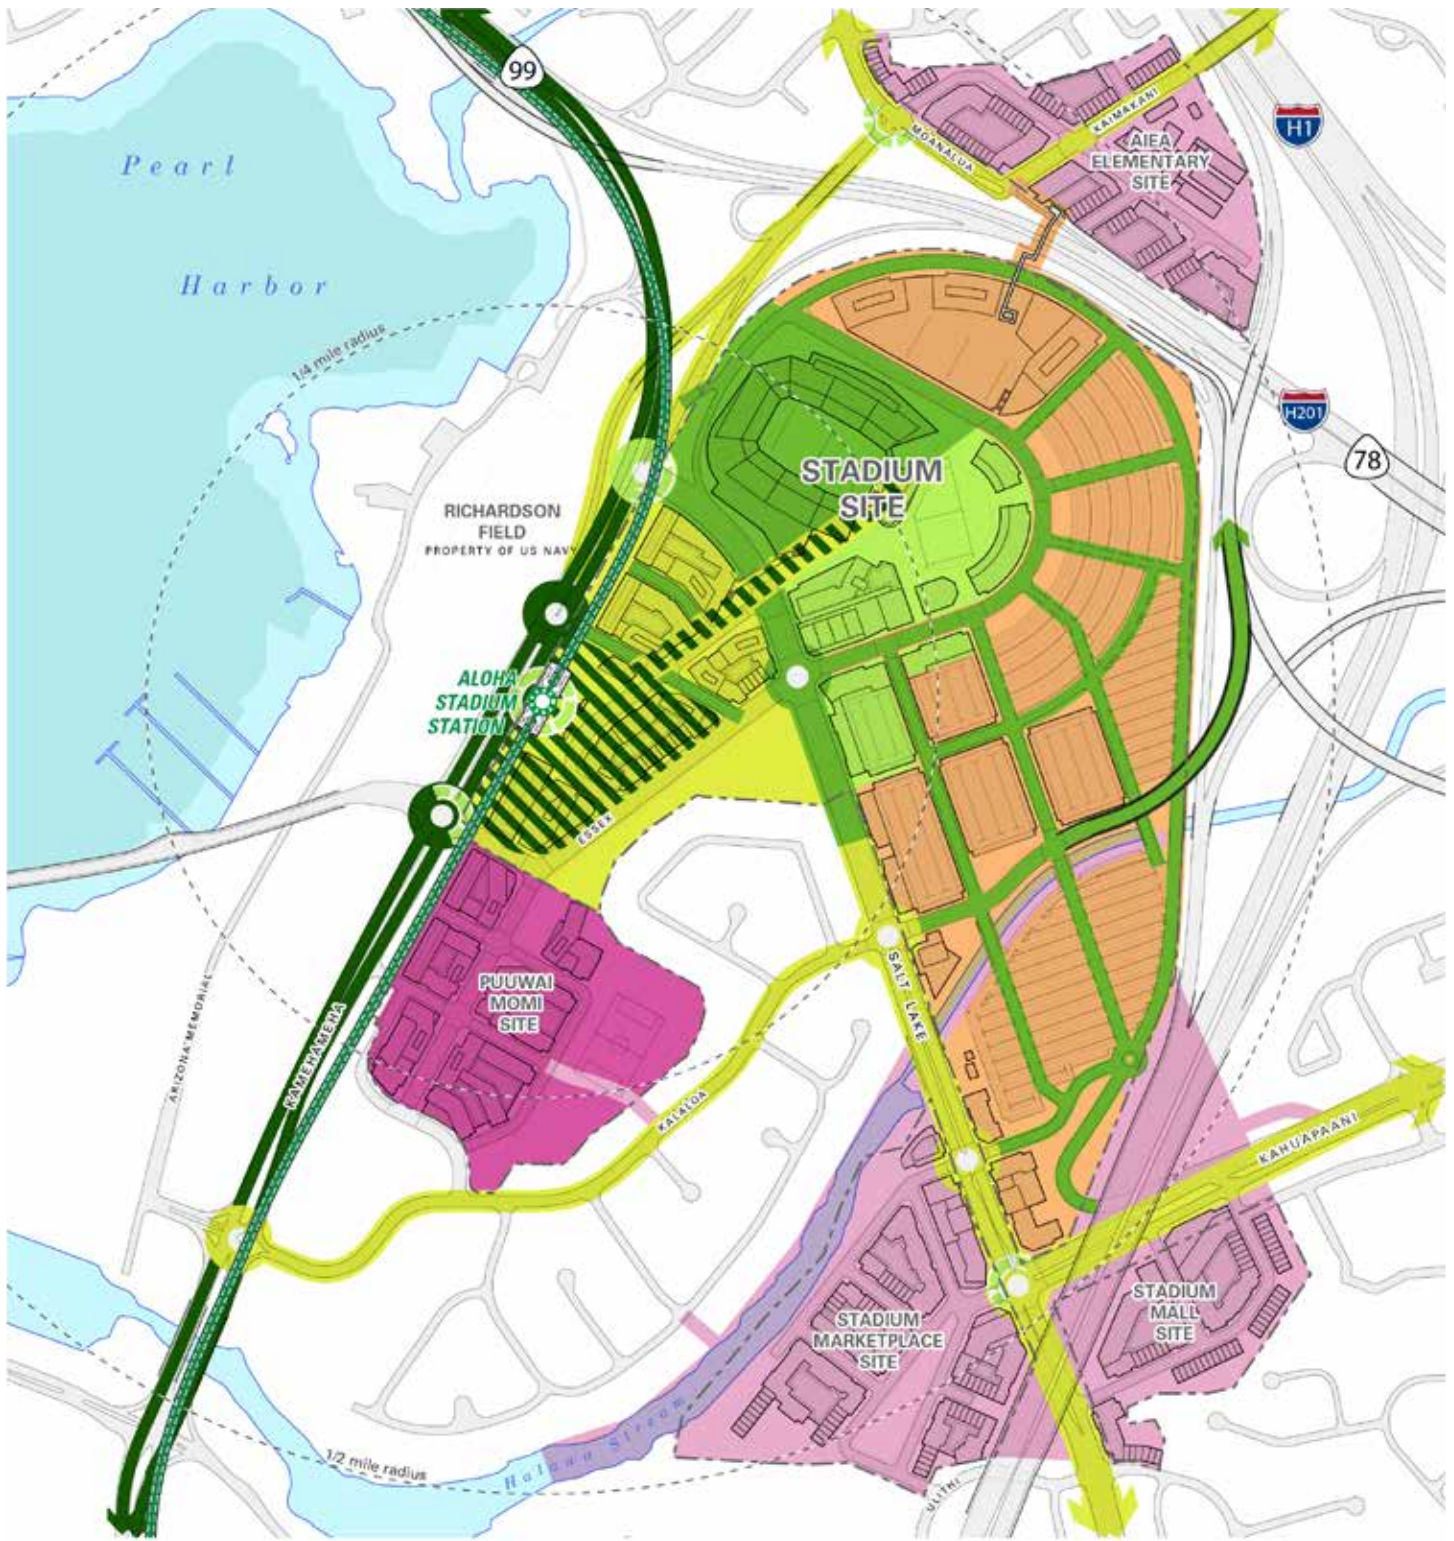 99
H1
Pearl
MOANALUA
KAIMAKANI
AIEA
ELEMENTARY
SITE
Harbor
1/4 mile radius
H201
78
STADIUM
SITE
RICHARDSON
FIELD
PROPERTY OF US NAVY
ALOHA
STADIUM
STATION
ESSEX
SALT LAKE
PUUWAI
MOMI
SITE
ARIZONA MEMORIAL
KAMEHAMEHA
KALALOA
KAHUAPAANI
STADIUM
MALL
SITE
STADIUM
MARKETPLACE
SITE
1/2 mile radius
Halawa Stream
ULITHI